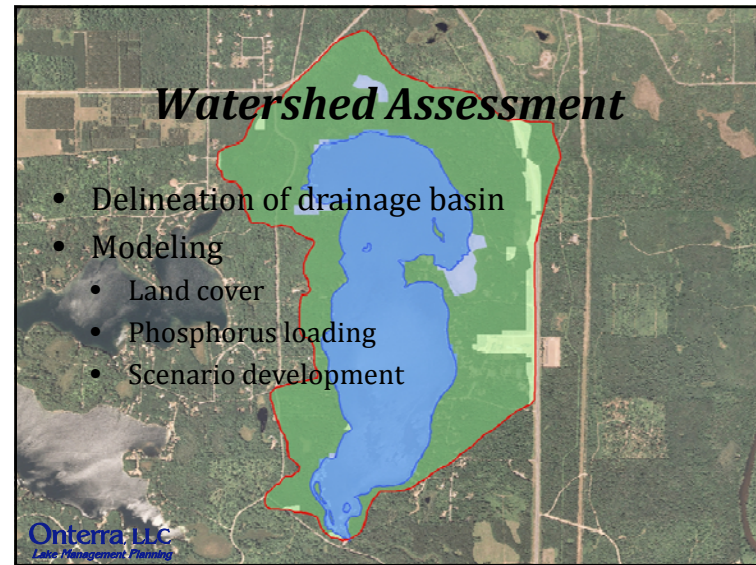 Watershed Assessment
• Delineation of drainage basin
• Modeling
• Land cover
• Phosphorus loading
• Scenario development
Onterra, LLC
Lake Management Planning